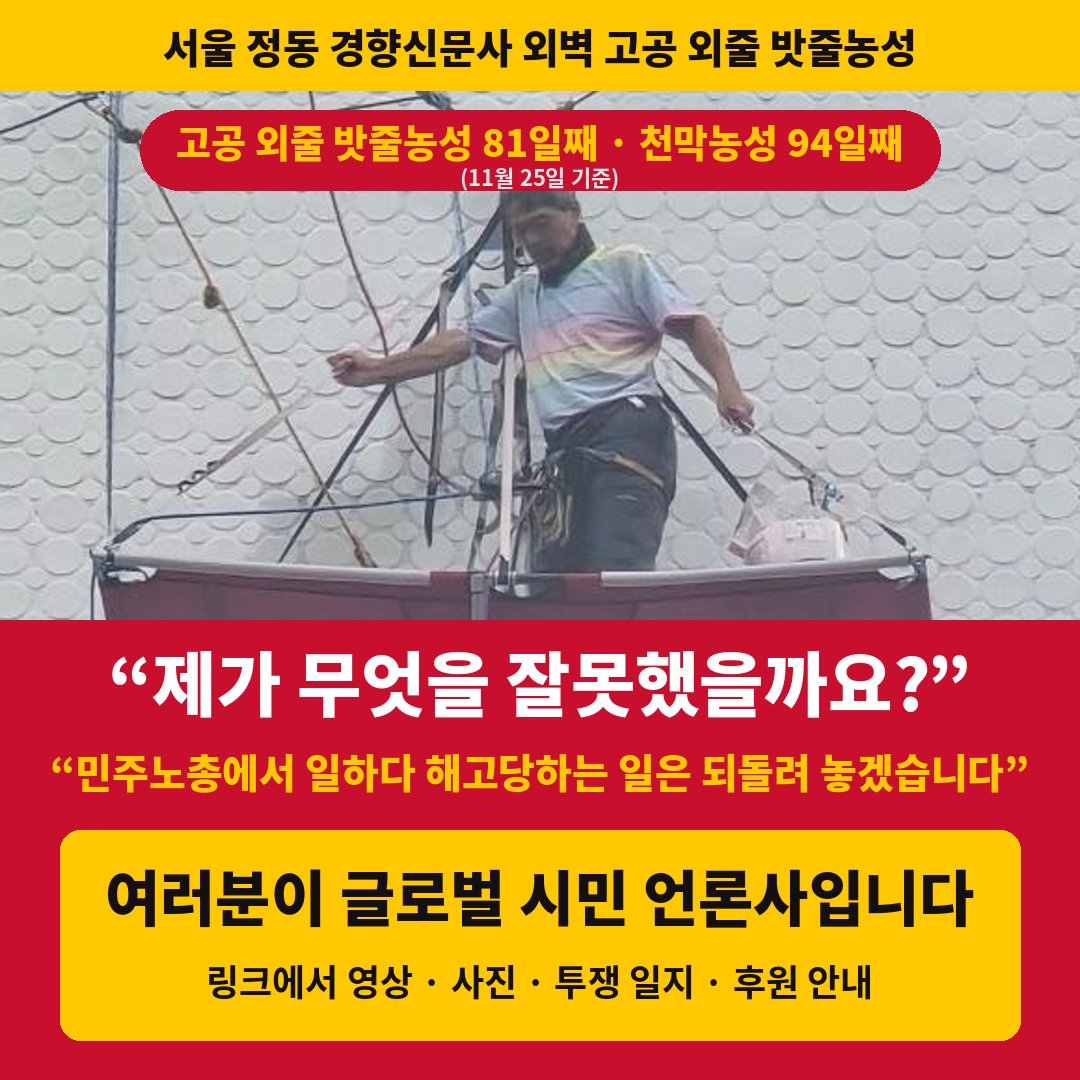 서울 정동 경향신문사 외벽 고공 외줄 밧줄농성
고공 외줄 밧줄농성 81일째 · 천막농성 94일째
(11월 25일 기준)
“제가 무엇을 잘못했을까요?”
“민주노총에서 일하다 해고당하는 일은 되돌려 놓겠습니다”
여러분이 글로벌 시민 언론사입니다
링크에서 영상 · 사진 · 투쟁 일지 · 후원 안내